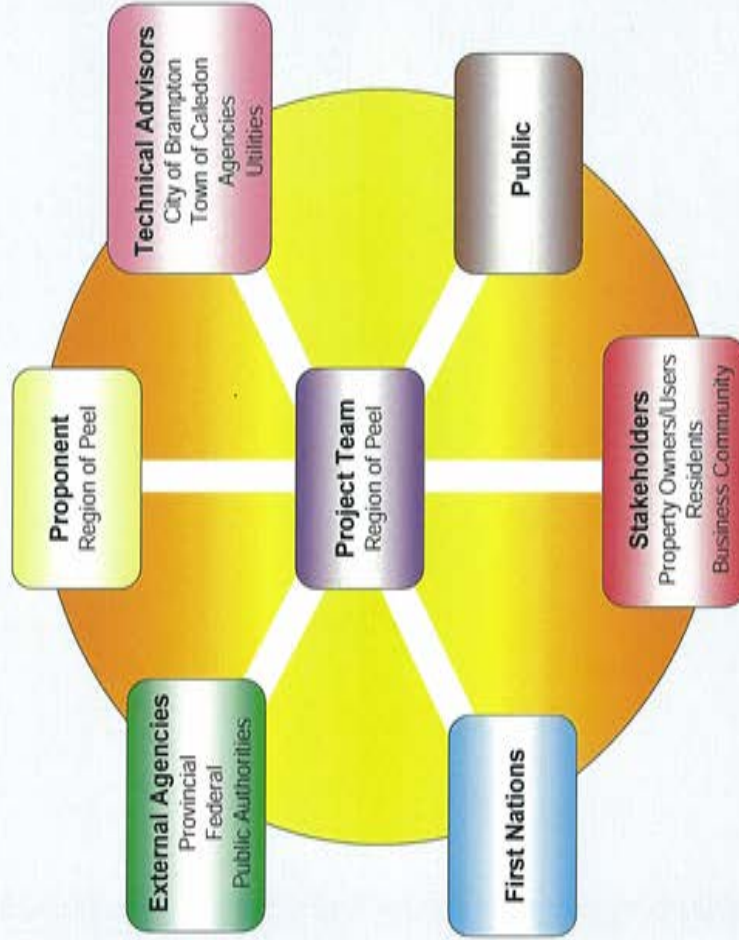 Proponent
Region of Peel
External Agencies
Provincial
Federal
Public Authorities
Technical Advisors
City of Brampton
Town of Caledon
Agencies
Utilities
Project Team
Region of Peel
First Nations
Public
Stakeholders
Property Owners/Users
Residents
Business Community